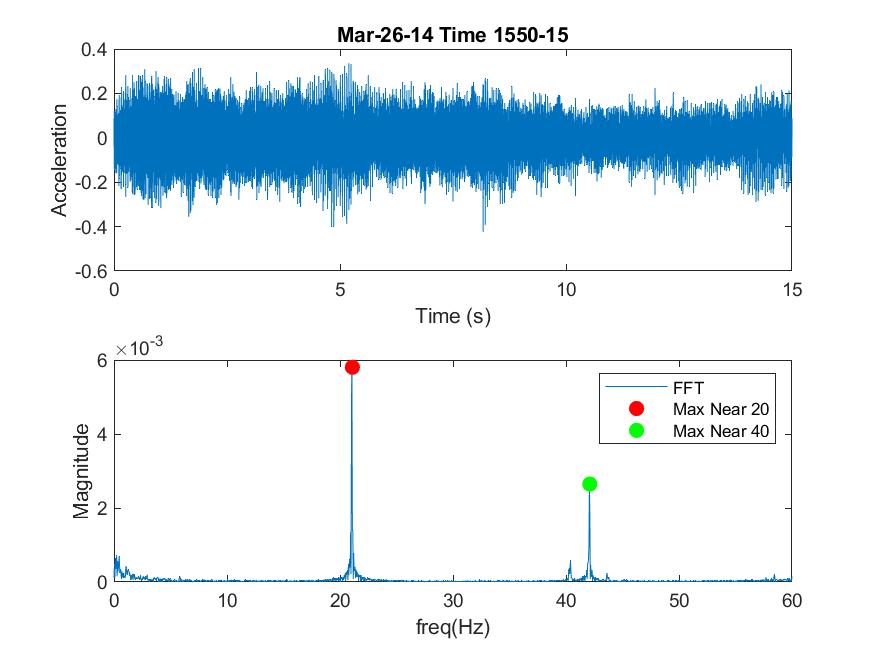 Mar-26-14 Time 1550-15
0.4
0.2
0
-0.2
-0.4
-0.6
Acceleration
0 5 10 15
Time (s)
×10-3
6
4
2
0
Magnitude
FFT
Max Near 20
Max Near 40
0 10 20 30 40 50 60
freq(Hz)